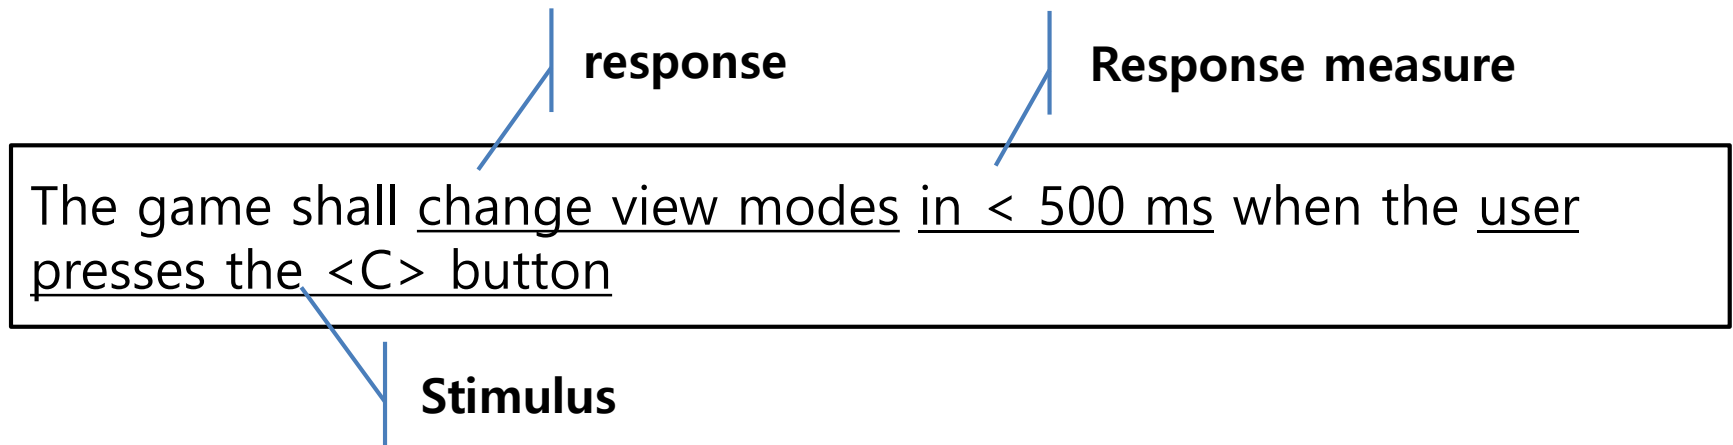 response
Response measure
The game shall change view modes in < 500 ms when the user
presses the <C> button
Stimulus